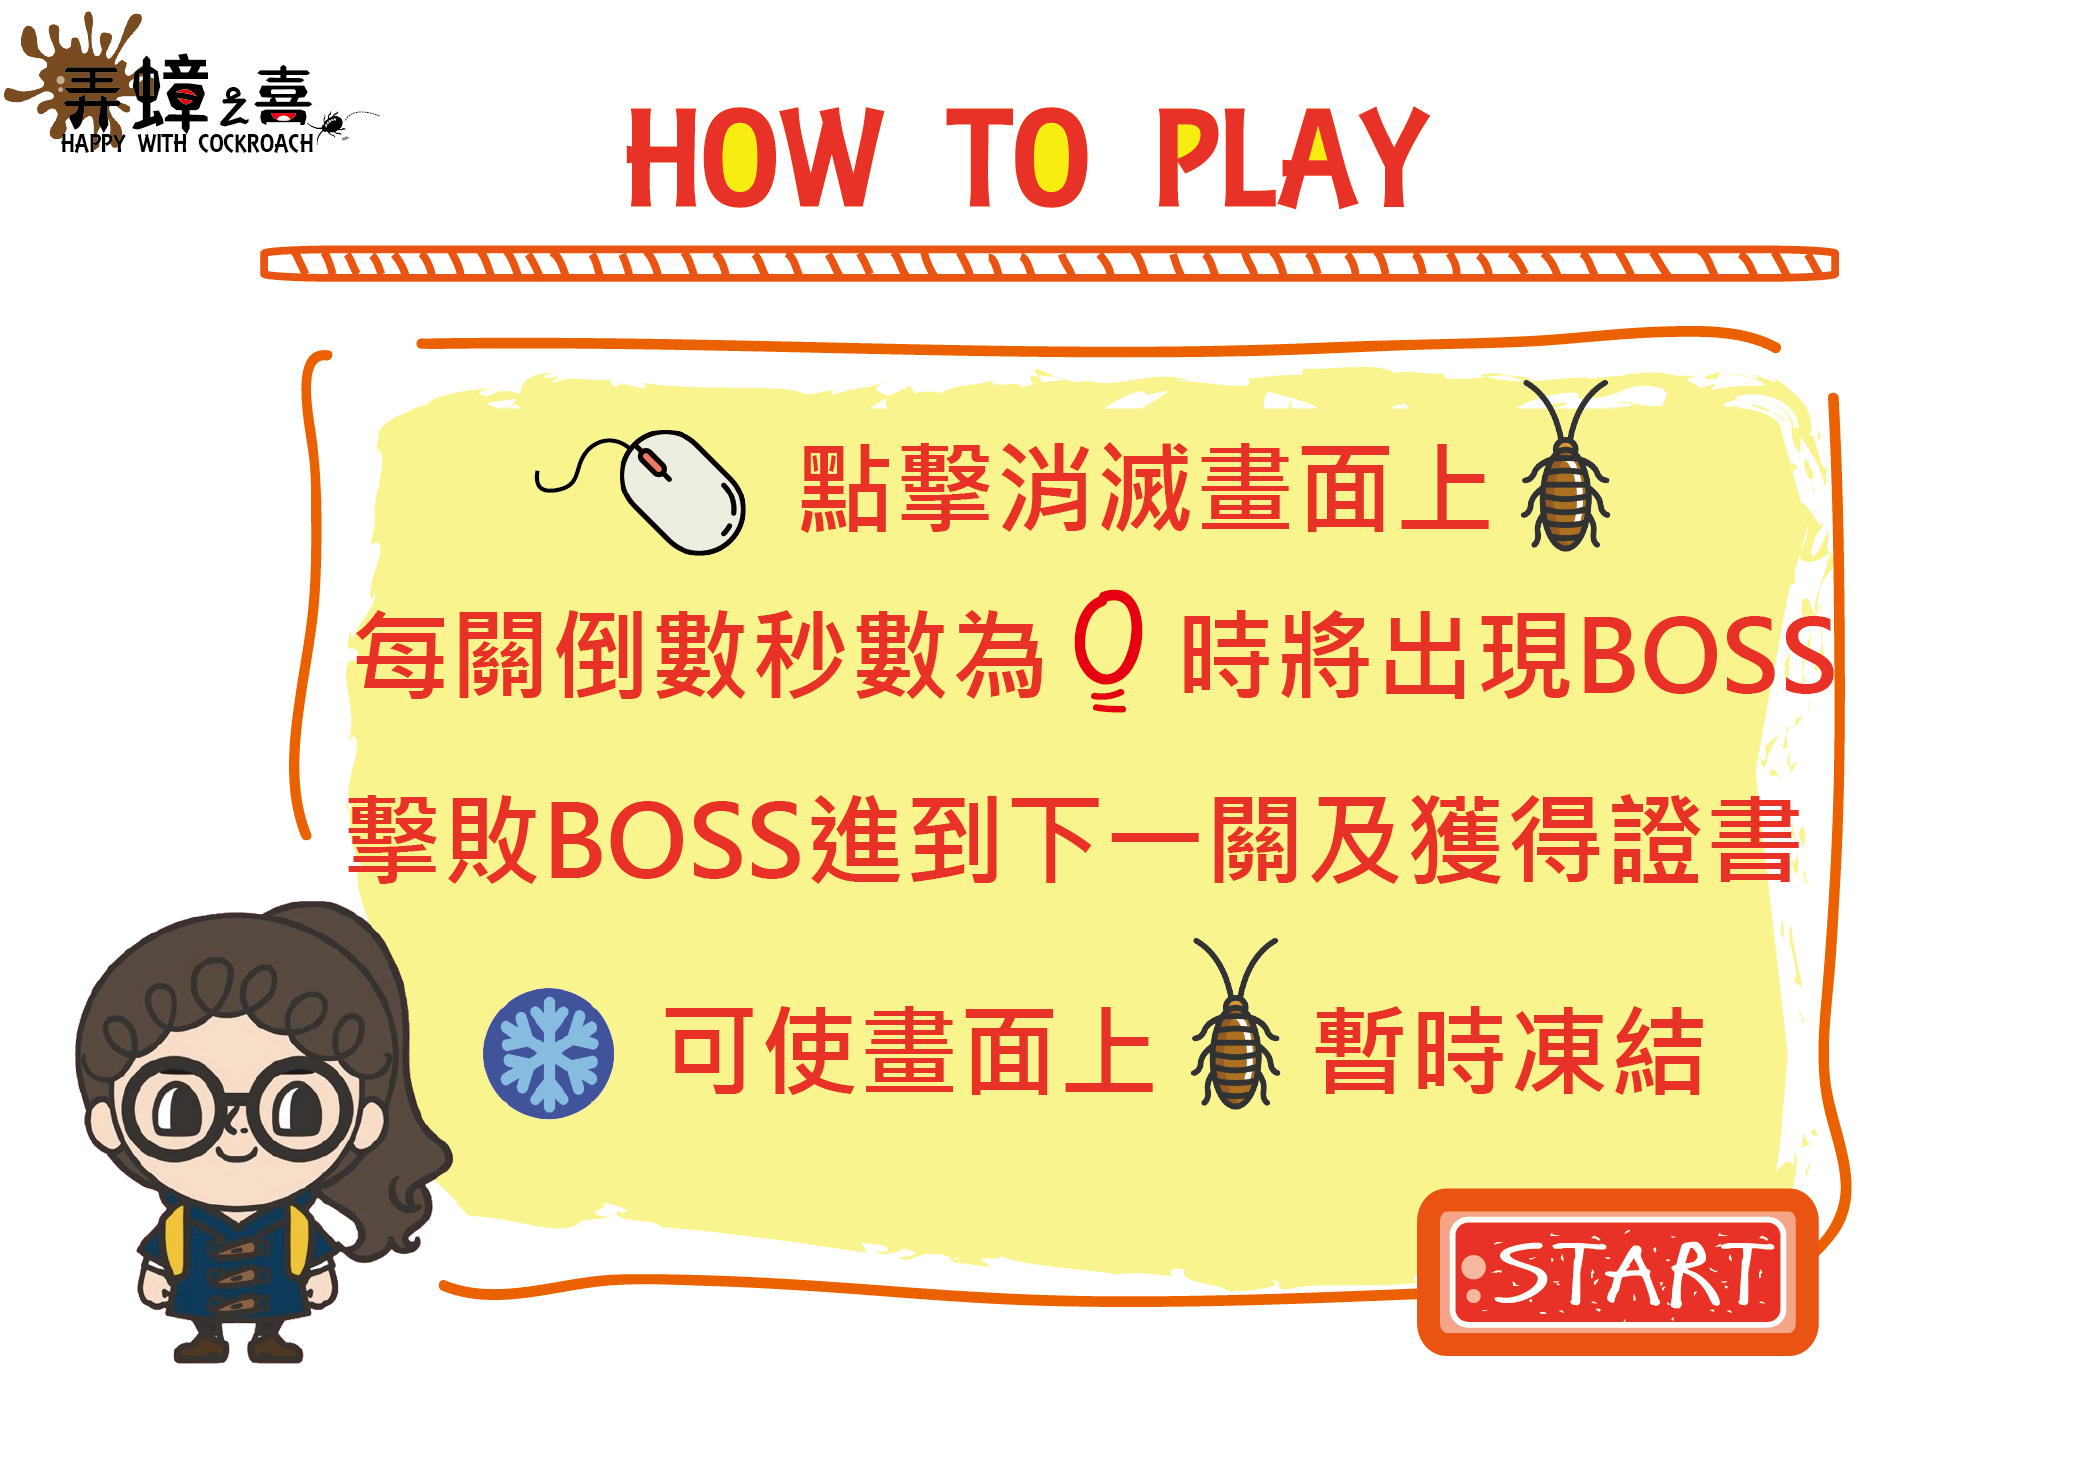 弄蟑之喜
HAPPY WITH COCKROACH
HOW TO PLAY
點擊消滅畫面上
每關倒數秒數為0時將出現BOSS
擊敗BOSS進到下一關及獲得證書
可使畫面上 暫時凍結
START